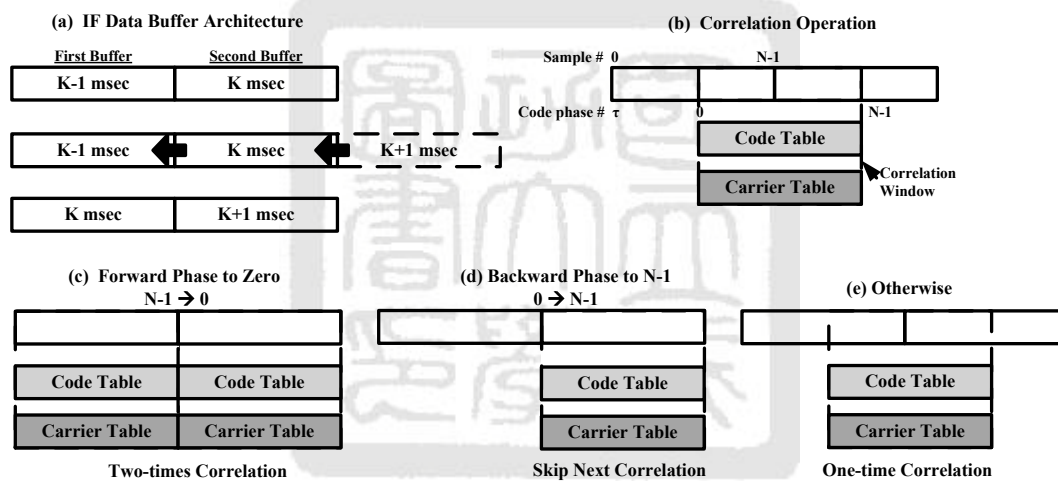 (a) IF Data Buffer Architecture
First Buffer Second Buffer
K-1 msec K msec
K-1 msec K msec K+1 msec
K msec K+1 msec
(b) Correlation Operation
Sample # 0 N-1
Code phase # τ 0 N-1
Code Table
Carrier Table
Correlation
Window
(c) Forward Phase to Zero
N-1 → 0
Code Table Code Table
Carrier Table Carrier Table
Two-times Correlation
(d) Backward Phase to N-1
0 → N-1
Code Table
Carrier Table
Skip Next Correlation
(e) Otherwise
Code Table
Carrier Table
One-time Correlation